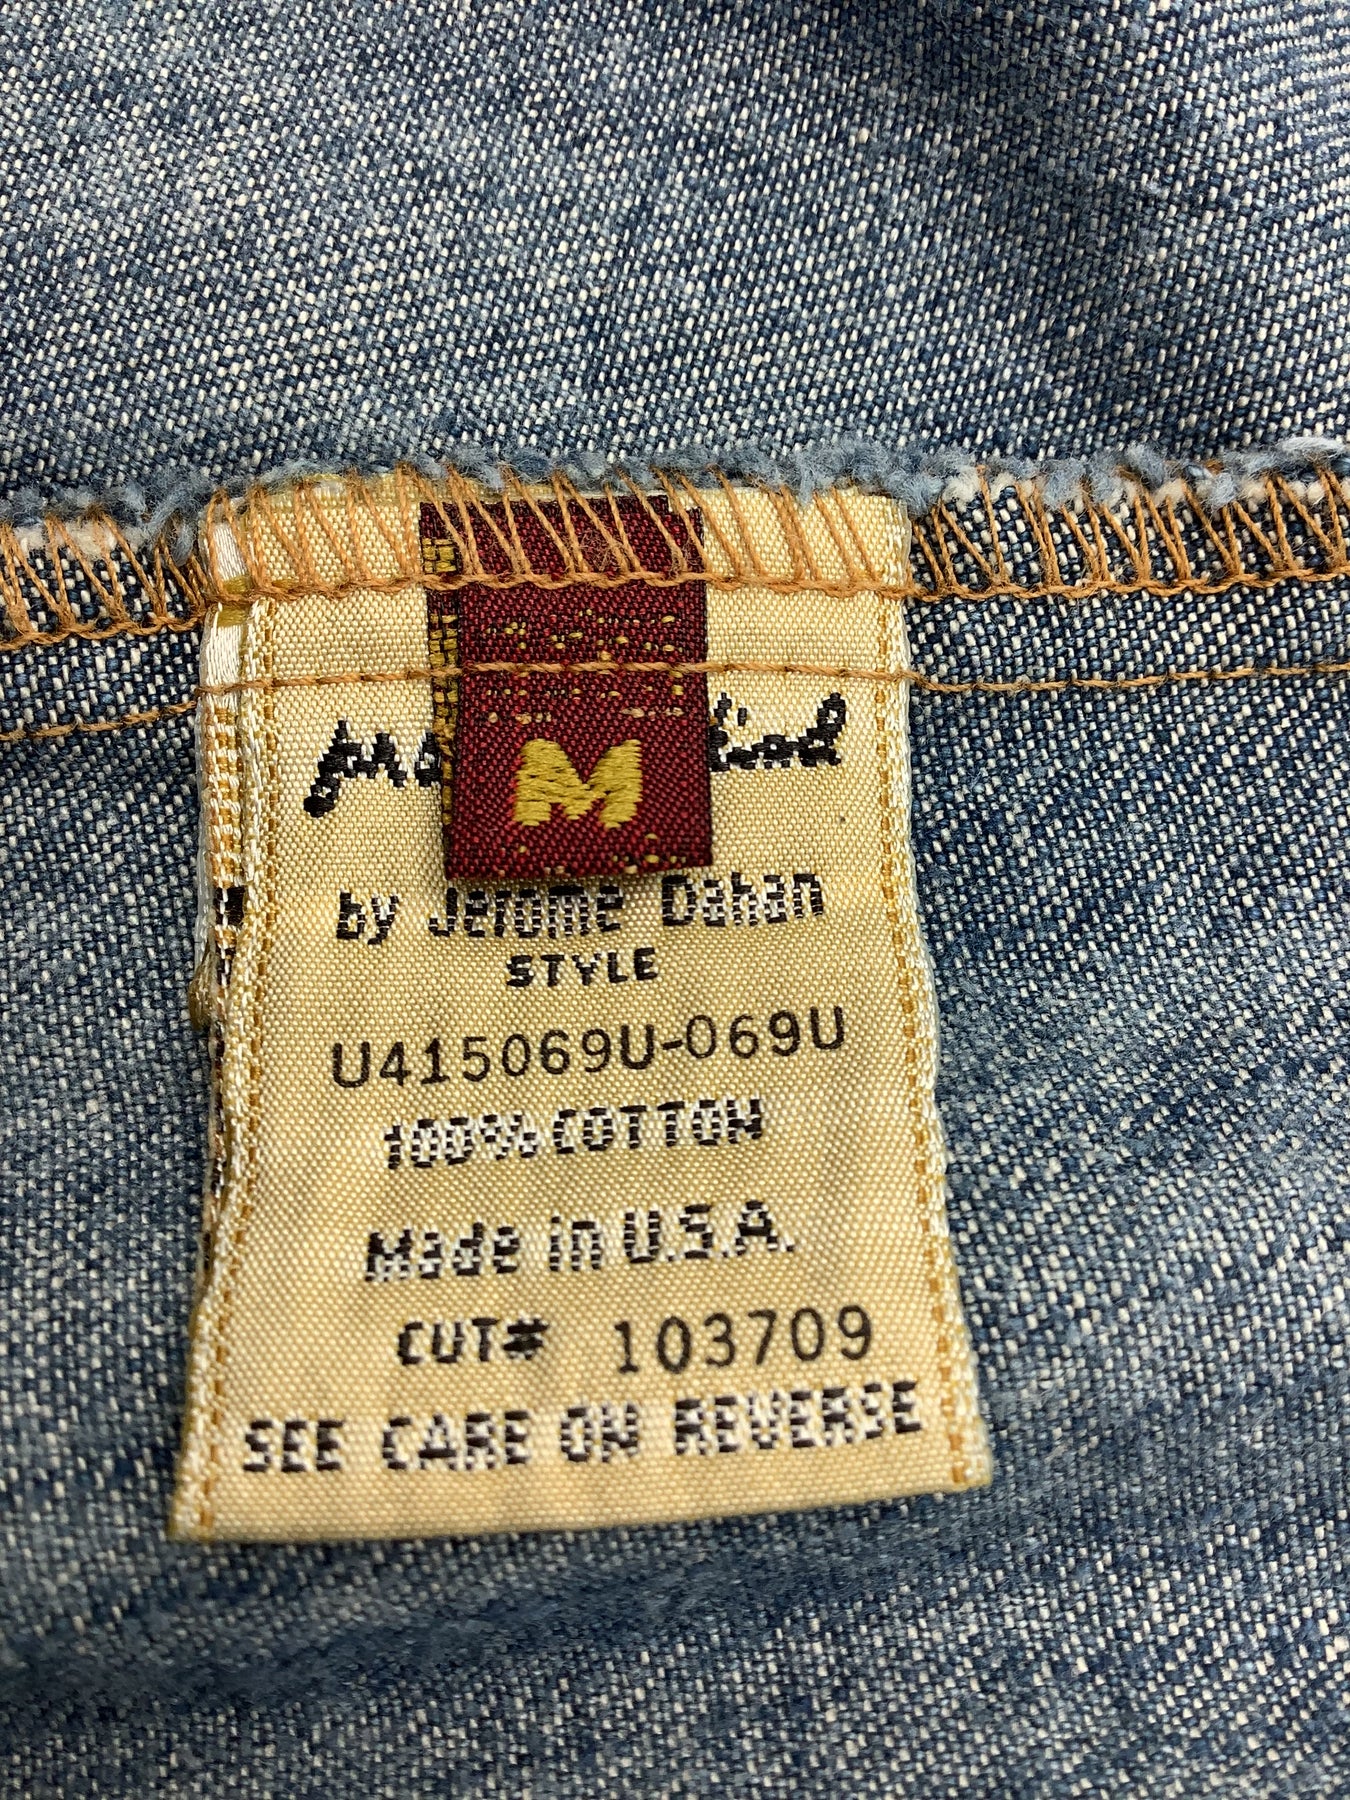 M
by Jerome Dahan
STYLE
U415069U-069U
100% COTTON
Made in U.S.A.
CUT# 103709
SEE CARE ON REVERSE